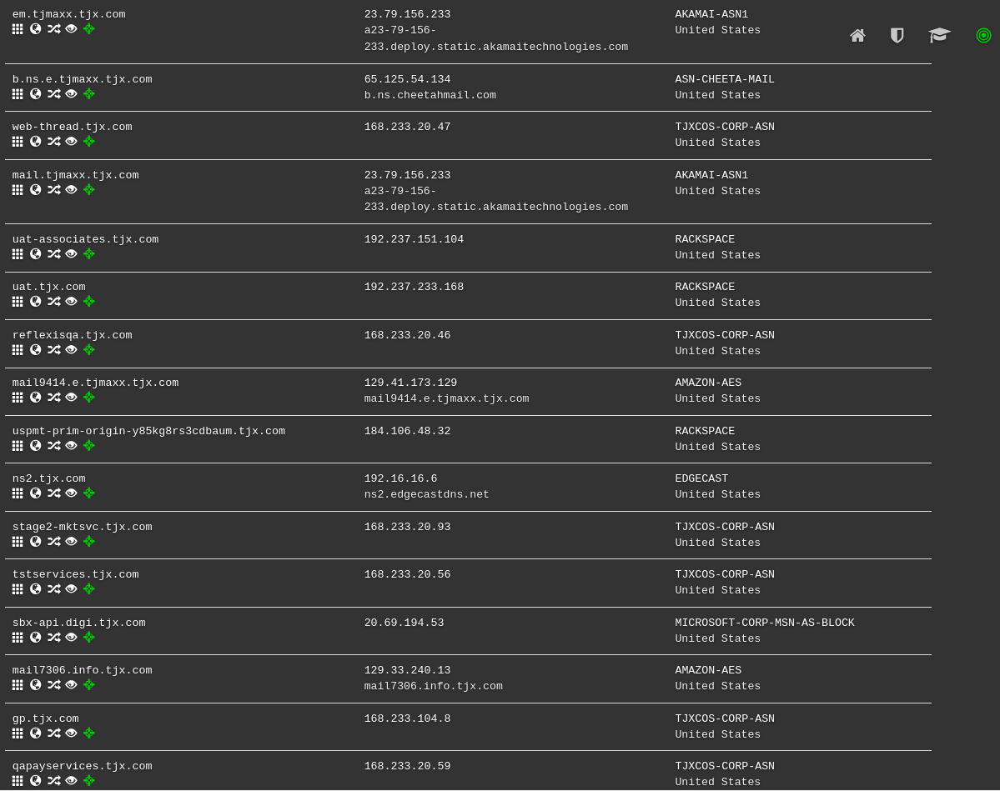 em.tjmaxx.tjx.com 23.79.156.233 AKAMAI-ASN1
a23-79-156- United States
233.deploy.static.akamaitechnologies.com
b.ns.e.tjmaxx.tjx.com 65.125.54.134 ASN-CHEETA-MAIL
b.ns.cheetahmail.com United States
web-thread.tjx.com 168.233.20.47 TJXCOS-CORP-ASN
United States
mail.tjmaxx.tjx.com 23.79.156.233 AKAMAI-ASN1
a23-79-156- United States
233.deploy.static.akamaitechnologies.com
uat-associates.tjx.com 192.237.151.104 RACKSPACE
United States
uat.tjx.com 192.237.233.168 RACKSPACE
United States
reflexisqa.tjx.com 168.233.20.46 TJXCOS-CORP-ASN
United States
mail9414.e.tjmaxx.tjx.com 129.41.173.129 AMAZON-AES
mail9414.e.tjmaxx.tjx.com United States
uspmt-prim-origin-y85kg8rs3cdbaum.tjx.com 184.106.48.32 RACKSPACE
United States
ns2.tjx.com 192.16.16.6 EDGECAST
ns2.edgecastdns.net United States
stage2-mktsvc.tjx.com 168.233.20.93 TJXCOS-CORP-ASN
United States
tstservices.tjx.com 168.233.20.56 TJXCOS-CORP-ASN
United States
sbx-api.digi.tjx.com 20.69.194.53 MICROSOFT-CORP-MSN-AS-BLOCK
United States
mail7306.info.tjx.com 129.33.240.13 AMAZON-AES
mail7306.info.tjx.com United States
gp.tjx.com 168.233.104.8 TJXCOS-CORP-ASN
United States
qapayservices.tjx.com 168.233.20.59 TJXCOS-CORP-ASN
United States